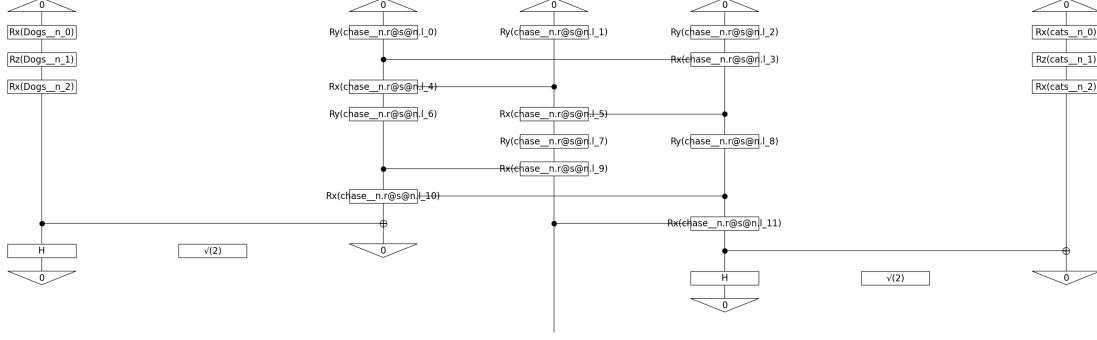 0 0 0 0 0
Rx(Dogs__n_0) Ry(chase__n.r@s@n.l_0) Ry(chase__n.r@s@n.l_1) Ry(chase__n.r@s@n.l_2) Rx(cats__n_0)
Rz(Dogs__n_1) Rx(chase__n.r@s@n.l_3) Rz(cats__n_1)
Rx(Dogs__n_2) Rx(chase__n.r@s@n.l_4) Rx(cats__n_2)
Ry(chase__n.r@s@n.l_6) Rx(chase__n.r@s@n.l_5)
Ry(chase__n.r@s@n.l_7) Ry(chase__n.r@s@n.l_8)
Rx(chase__n.r@s@n.l_9)
Rx(chase__n.r@s@n.l_10)
Rx(chase__n.r@s@n.l_11)
H √(2) 0
0 H √(2) 0
0